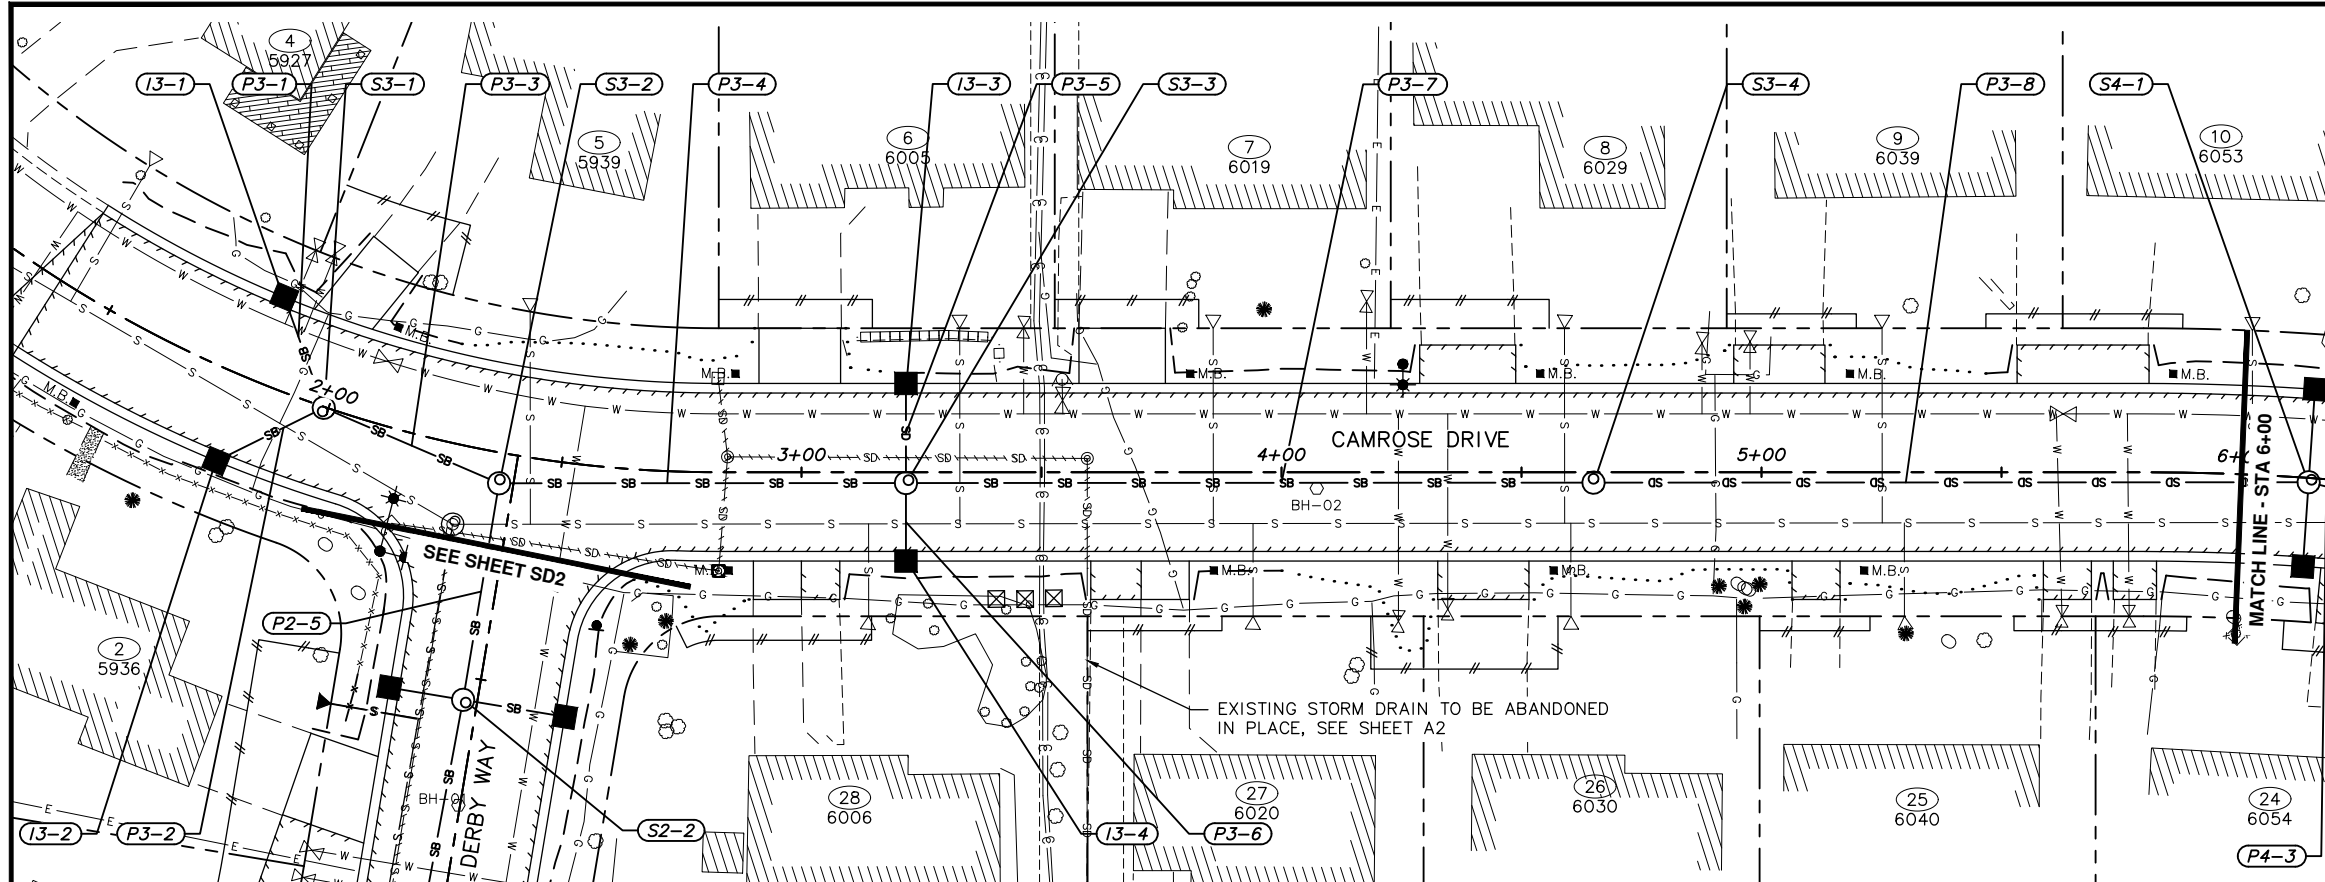 4
5927
I3-1
P3-1
S3-1
P3-3
S3-2
P3-4
I3-3
P3-5
S3-3
P3-7
S3-4
P3-8
S4-1
5
5939
6
6005
7
6019
8
6029
9
6039
10
6053
M.B.
M.B.
M.B.
M.B.
M.B.
M.B.
M.B.
2+00
3+00
4+00
5+00
CAMROSE DRIVE
BH-02
MATCH LINE - STA 6+00
SEE SHEET SD2
M.B.
M.B.
M.B.
P2-5
2
5936
EXISTING STORM DRAIN TO BE ABANDONED
IN PLACE, SEE SHEET A2
DERBY WAY
28
6006
27
6020
26
6030
25
6040
24
6054
I3-2
P3-2
S2-2
I3-4
P3-6
P4-3